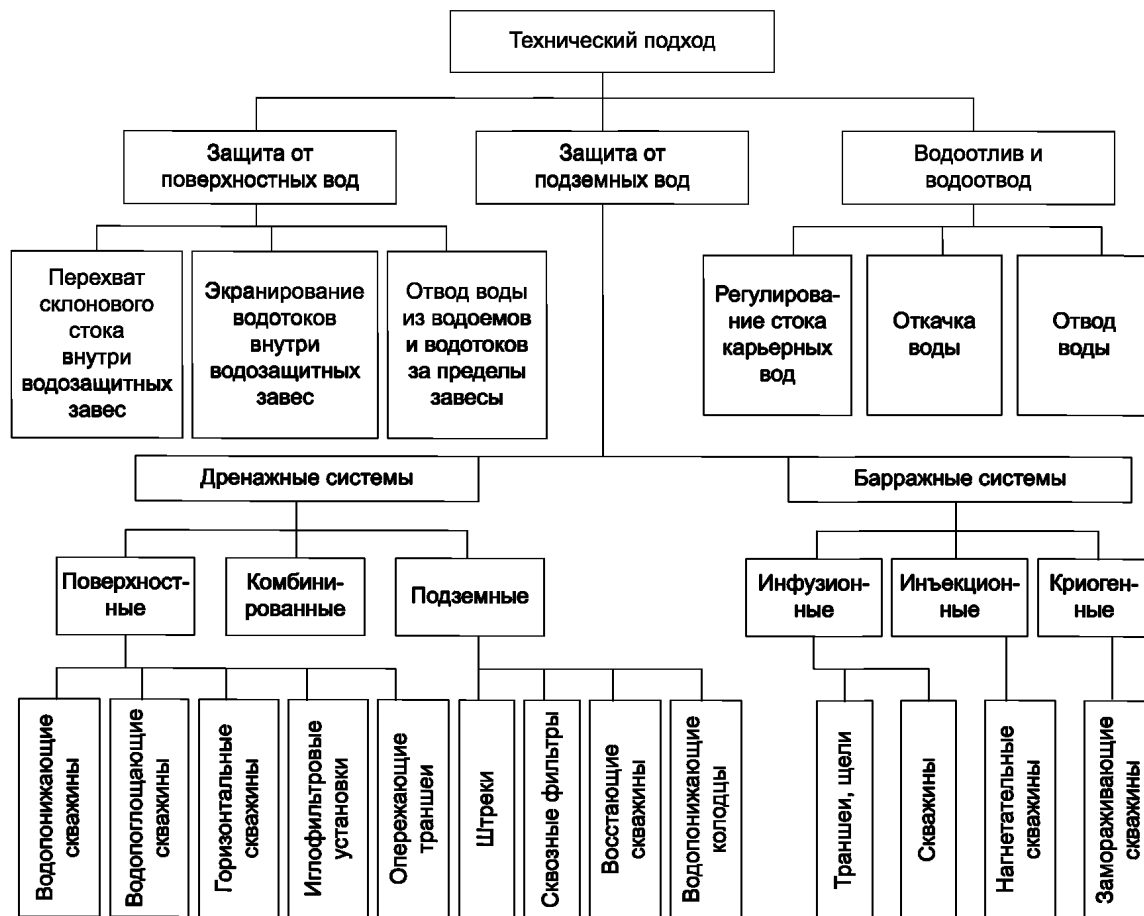 Технический подход
Защита от
поверхностных вод
Защита от
подземных вод
Водоотлив и
водоотвод
Перехват
склонового
стока
внутри
водозащитных
завес
Экранирование
водотоков
внутри
водозащитных
завес
Отвод воды
из водоемов
и водотоков
за пределы
завесы
Регулирова-
ние стока
карьерных
вод
Откачка
воды
Отвод
воды
Дренажные системы
Барражные системы
Поверхност-
ные
Комбини-
рованные
Подземные
Инфузион-
ные
Инъекцион-
ные
Криоген-
ные
Водопонижающие
скважины
Водопоглощающие
скважины
Горизонтальные
скважины
Иглофильтровые
установки
Опережающие
траншеи
Штреки
Сквозные фильтры
Восстающие
скважины
Водопонижающие
колодцы
Траншеи, щели
Скважины
Нагнетательные
скважины
Замораживающие
скважины